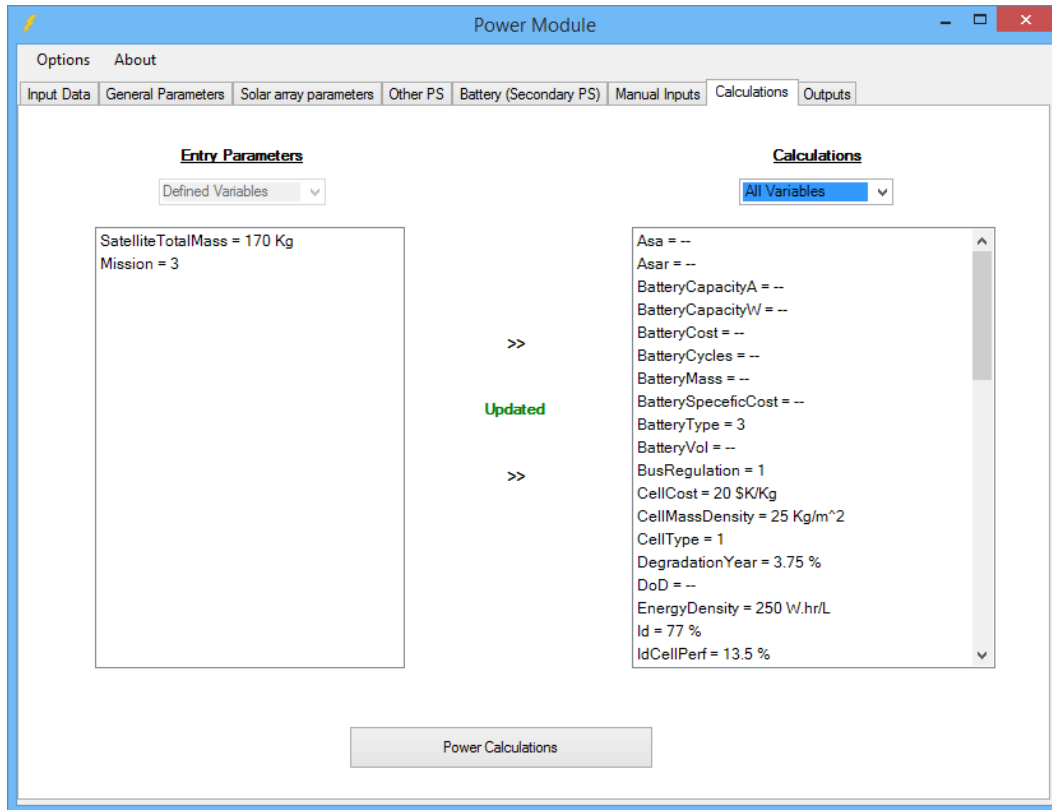 Power Module
Options About
Input Data General Parameters Solar array parameters Other PS Battery (Secondary PS) Manual Inputs Calculations Outputs
Entry Parameters
Defined Variables
SatelliteTotalMass = 170 Kg
Mission = 3
>>
Updated
>>
Calculations
All Variables
Asa = --
Asar = --
BatteryCapacityA = --
BatteryCapacityW = --
BatteryCost = --
BatteryCycles = --
BatteryMass = --
BatterySpeceficCost = --
BatteryType = 3
BatteryVol = --
BusRegulation = 1
CellCost = 20 $K/Kg
CellMassDensity = 25 Kg/m^2
CellType = 1
DegradationYear = 3.75 %
DoD = --
EnergyDensity = 250 W.hr/L
Id = 77 %
IdCellPerf = 13.5 %
Power Calculations